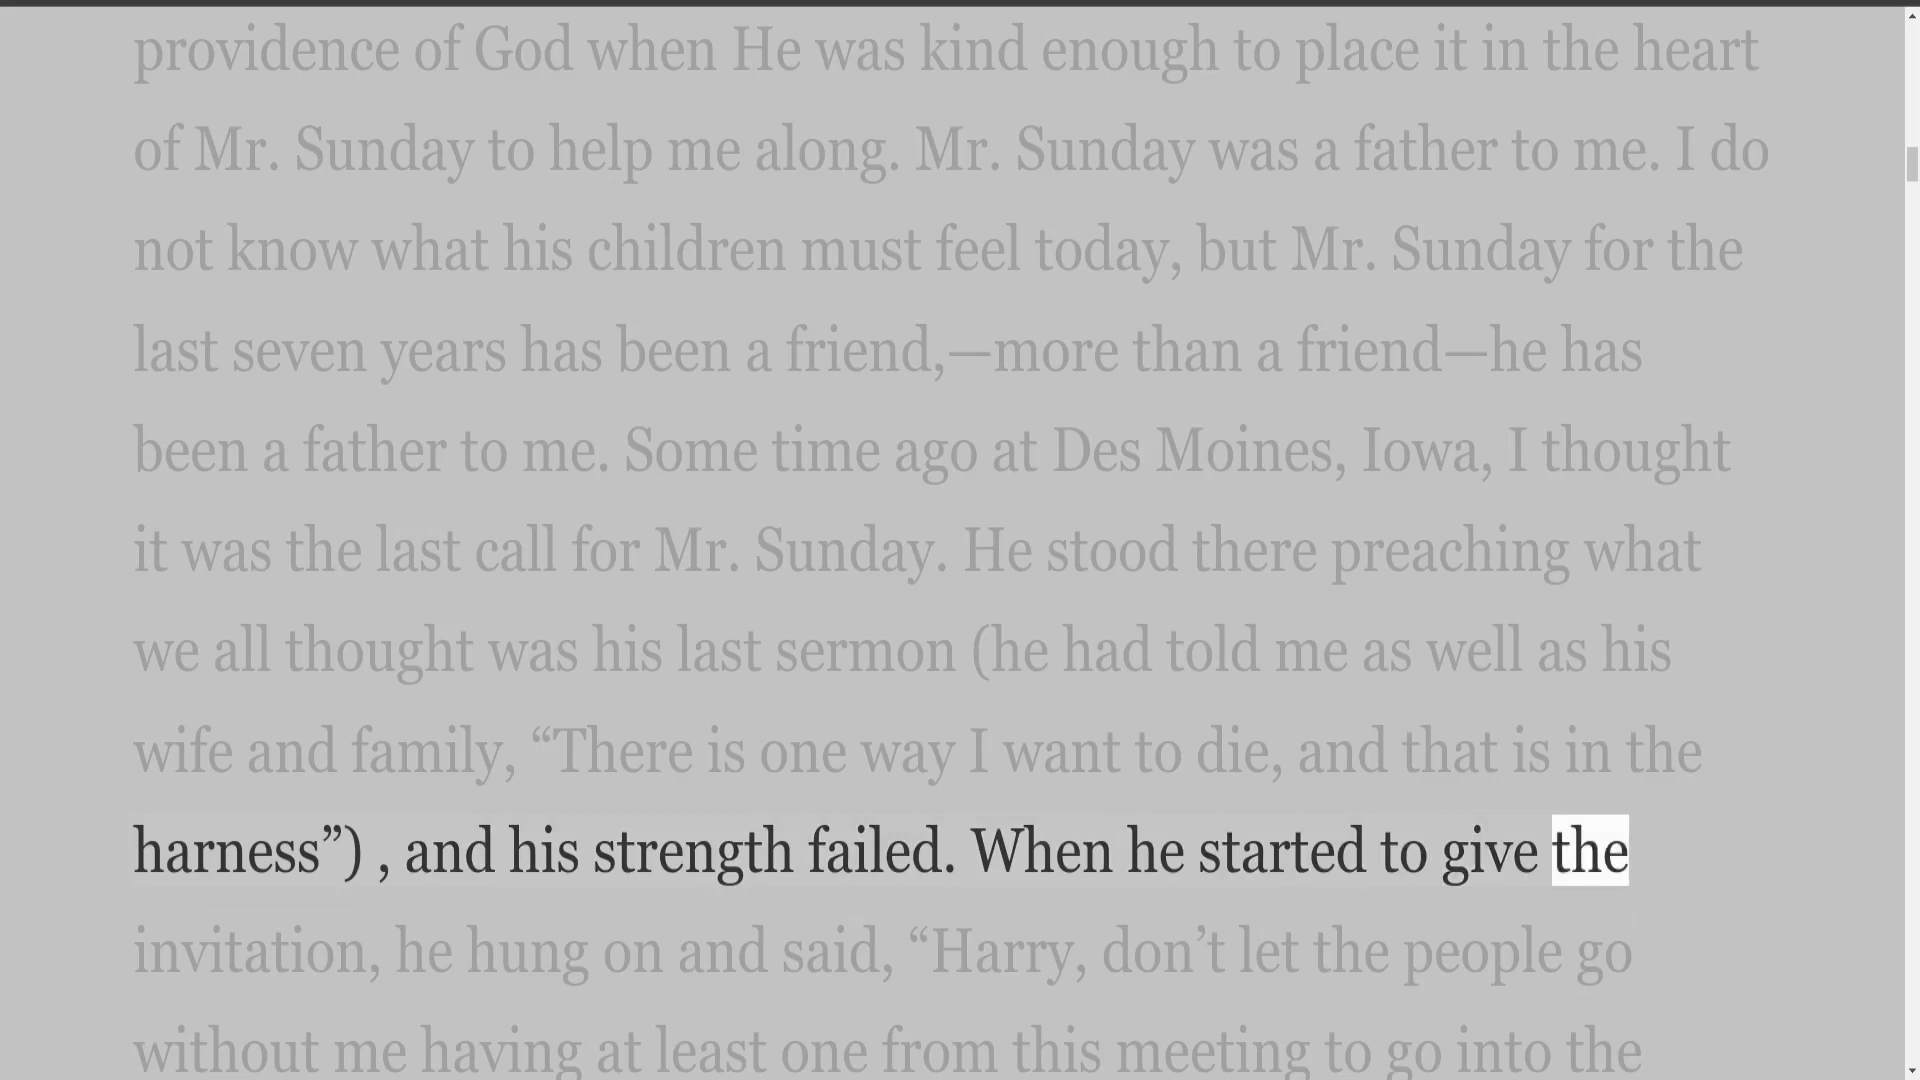 providence of God when He was kind enough to place it in the heart
of Mr. Sunday to help me along. Mr. Sunday was a father to me. I do
not know what his children must feel today, but Mr. Sunday for the
last seven years has been a friend,—more than a friend—he has
been a father to me. Some time ago at Des Moines, Iowa, I thought
it was the last call for Mr. Sunday. He stood there preaching what
we all thought was his last sermon (he had told me as well as his
wife and family, “There is one way I want to die, and that is in the
harness”) , and his strength failed. When he started to give the
invitation, he hung on and said, “Harry, don’t let the people go
without me having at least one from this meeting to go into the